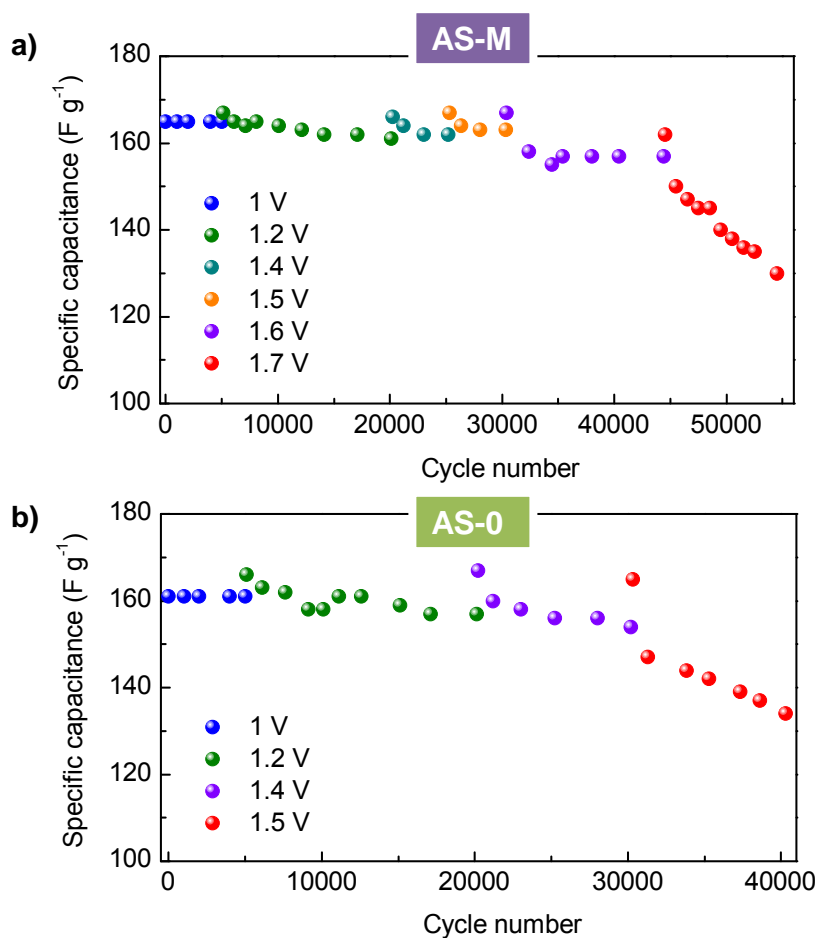 a)
AS-M
Specific capacitance (F g⁻¹)
180
160
140
120
100
1 V
1.2 V
1.4 V
1.5 V
1.6 V
1.7 V
0 10000 20000 30000 40000 50000
Cycle number
b)
AS-0
Specific capacitance (F g⁻¹)
180
160
140
120
100
1 V
1.2 V
1.4 V
1.5 V
0 10000 20000 30000 40000
Cycle number